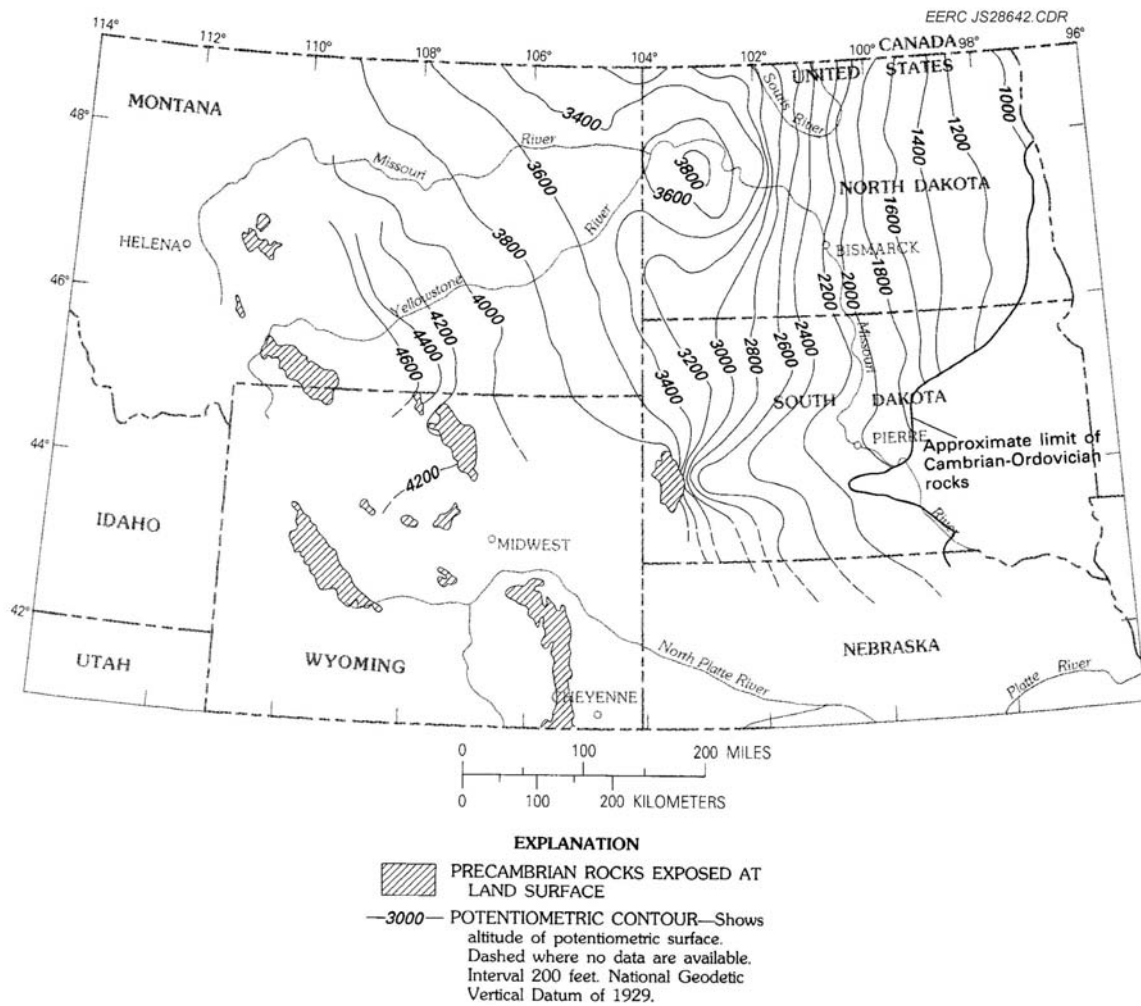 EERC JS28642.CDR
114°
112°
110°
108°
106°
104°
102°
100°
98°
96°
CANADA
UNITED STATES
MONTANA
48°
46°
44°
42°
Souris River
1000
1200
1400
3400
Missouri River
3600
3800
3800
3600
NORTH DAKOTA
1600
HELENA
River
BISMARCK
1800
Yellowstone
4000
4200
4400
4600
2200
2000
Missouri
2400
2600
2800
3000
3200
3400
SOUTH DAKOTA
PIERRE
Approximate limit of
Cambrian-Ordovician
rocks
River
4200
IDAHO
MIDWEST
WYOMING
UTAH
NEBRASKA
North Platte River
Platte River
CHEYENNE
0 100 200 MILES
0 100 200 KILOMETERS
EXPLANATION
PRECAMBRIAN ROCKS EXPOSED AT
LAND SURFACE
—3000— POTENTIOMETRIC CONTOUR—Shows
altitude of potentiometric surface.
Dashed where no data are available.
Interval 200 feet. National Geodetic
Vertical Datum of 1929.